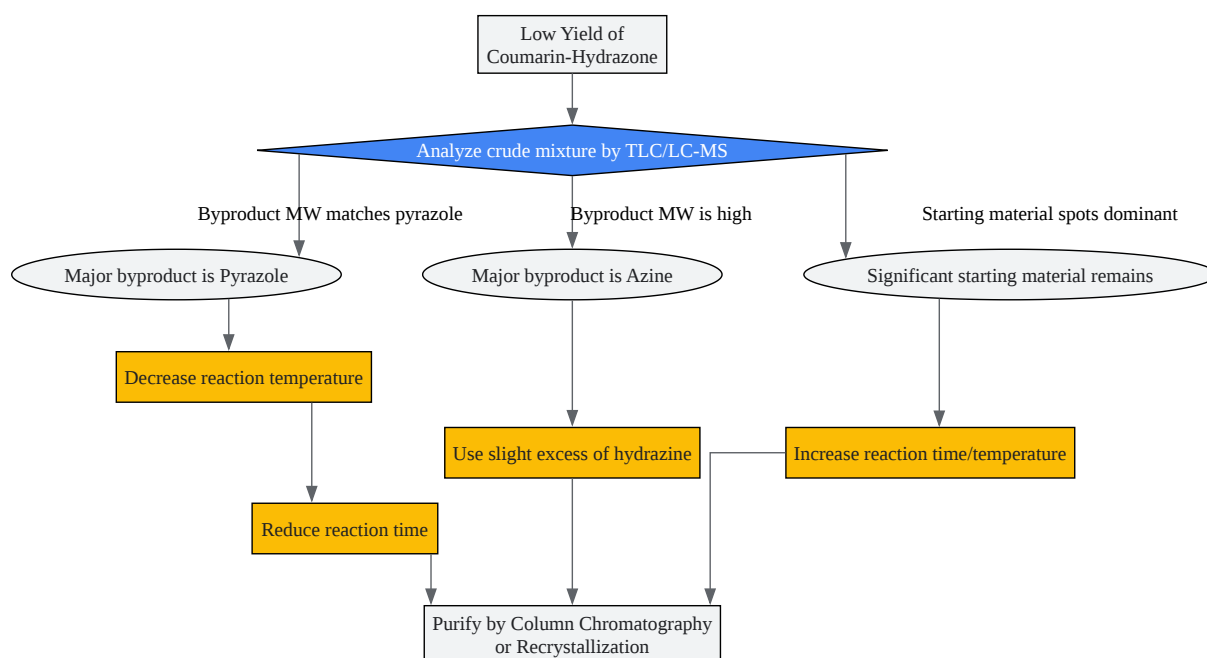 Low Yield of
Coumarin-Hydrazone
Analyze crude mixture by TLC/LC-MS
Byproduct MW matches pyrazole
Byproduct MW is high
Starting material spots dominant
Major byproduct is Pyrazole
Major byproduct is Azine
Significant starting material remains
Decrease reaction temperature
Use slight excess of hydrazine
Increase reaction time/temperature
Reduce reaction time
Purify by Column Chromatography
or Recrystallization